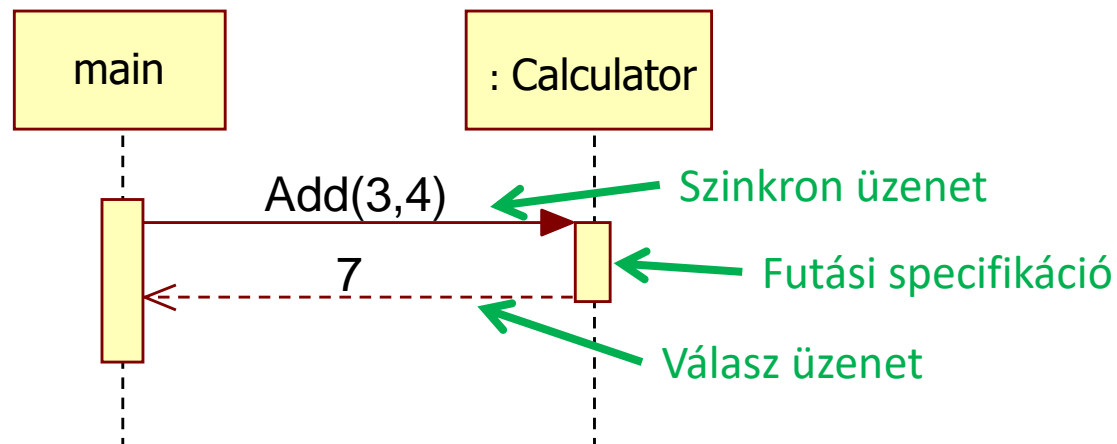 main
: Calculator
Add(3,4)
Szinkron üzenet
7
Futási specifikáció
Válasz üzenet